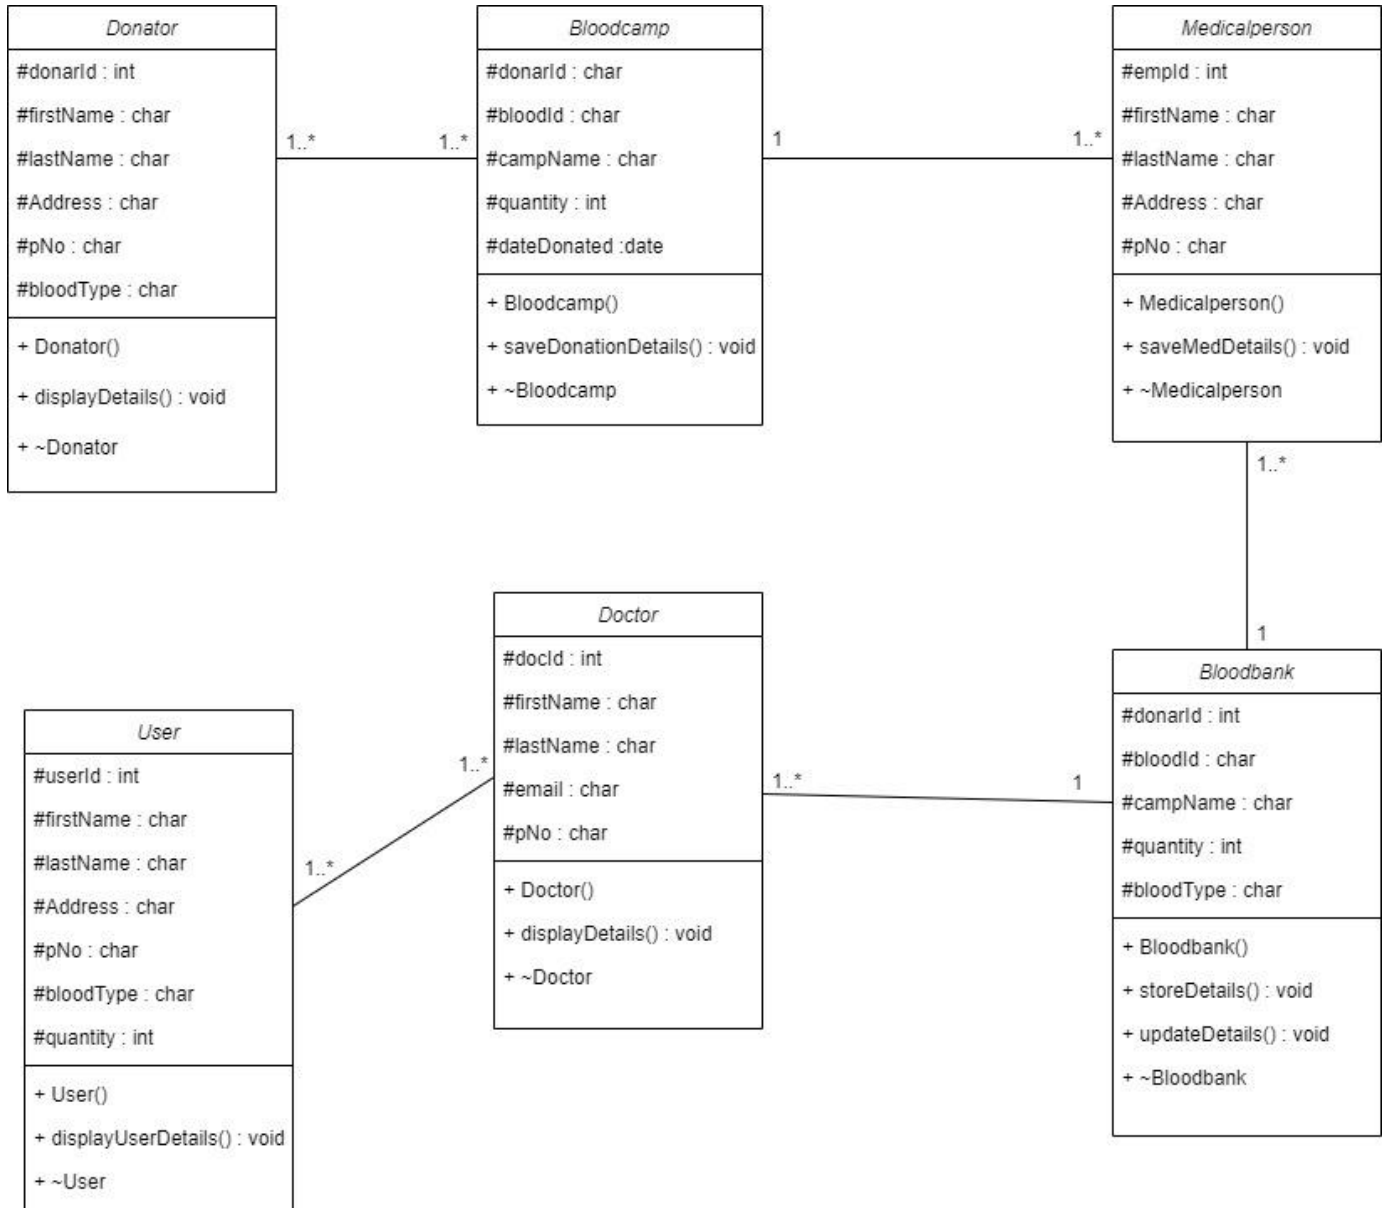 Donator
#donarId : int
#firstName : char
#lastName : char
#Address : char
#pNo : char
#bloodType : char
+ Donator()
+ displayDetails() : void
+ ~Donator
1..*
1..*
Bloodcamp
#donarId : char
#bloodId : char
#campName : char
#quantity : int
#dateDonated :date
+ Bloodcamp()
+ saveDonationDetails() : void
+ ~Bloodcamp
1
1..*
Medicalperson
#empId : int
#firstName : char
#lastName : char
#Address : char
#pNo : char
+ Medicalperson()
+ saveMedDetails() : void
+ ~Medicalperson
1..*
1
User
#userId : int
#firstName : char
#lastName : char
#Address : char
#pNo : char
#bloodType : char
#quantity : int
+ User()
+ displayUserDetails() : void
+ ~User
1..*
1..*
Doctor
#docId : int
#firstName : char
#lastName : char
#email : char
#pNo : char
+ Doctor()
+ displayDetails() : void
+ ~Doctor
1..*
1
Bloodbank
#donarId : int
#bloodId : char
#campName : char
#quantity : int
#bloodType : char
+ Bloodbank()
+ storeDetails() : void
+ updateDetails() : void
+ ~Bloodbank